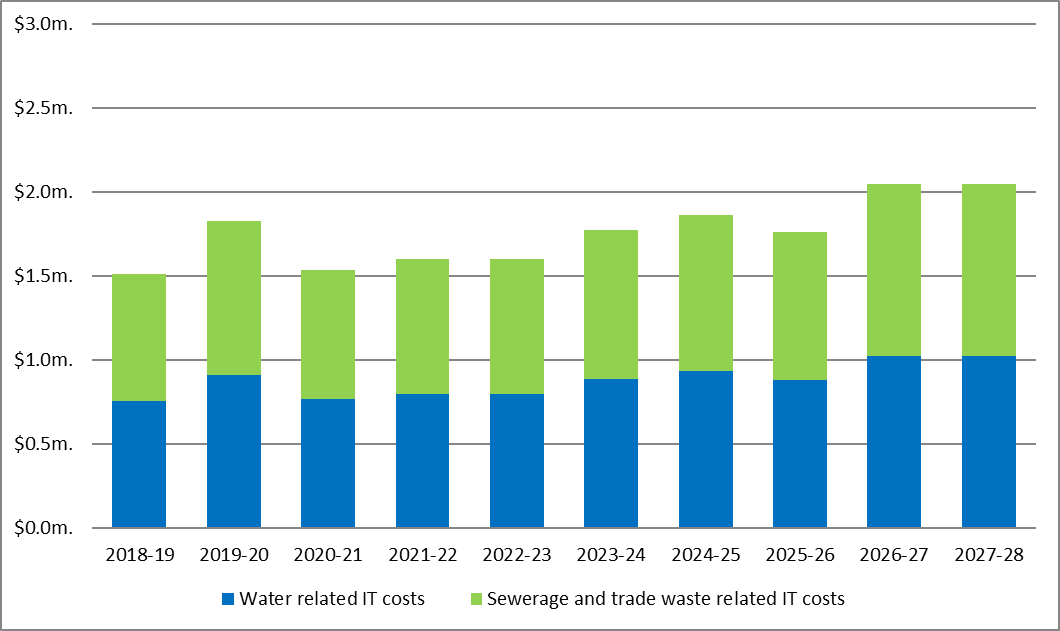 $3.0m.
$2.5m.
$2.0m.
$1.5m.
$1.0m.
$0.5m.
$0.0m.
2018-19 2019-20 2020-21 2021-22 2022-23 2023-24 2024-25 2025-26 2026-27 2027-28
Water related IT costs Sewerage and trade waste related IT costs